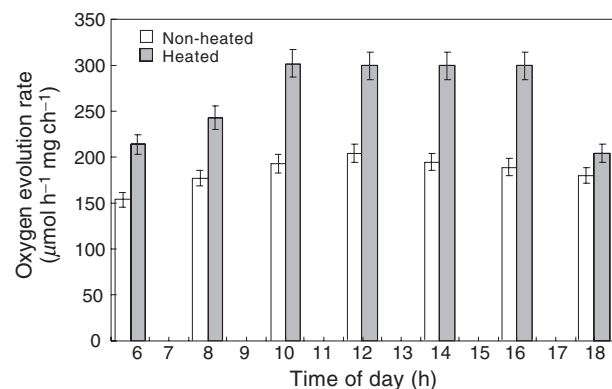 Non-heated
Heated
Oxygen evolution rate
(μmol h⁻¹ mg ch⁻¹)
350
300
250
200
150
100
50
0
6 7 8 9 10 11 12 13 14 15 16 17 18
Time of day (h)